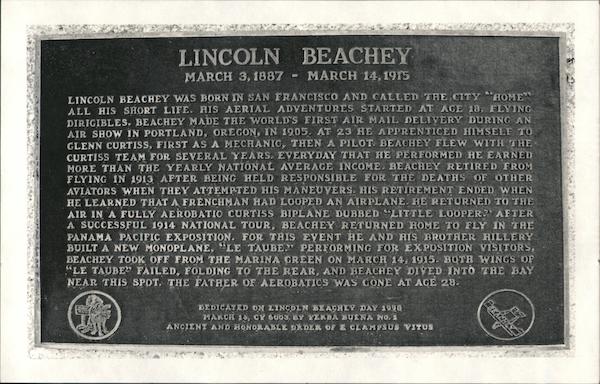 LINCOLN BEACHEY
MARCH 3, 1887 - MARCH 14, 1915
LINCOLN BEACHEY WAS BORN IN SAN FRANCISCO AND CALLED THE CITY "HOME"
ALL HIS SHORT LIFE. HIS AERIAL ADVENTURES STARTED AT AGE 18, FLYING
DIRIGIBLES. BEACHEY MADE THE WORLD'S FIRST AIR MAIL DELIVERY DURING AN
AIR SHOW IN PORTLAND, OREGON, IN 1905. AT 23 HE APPRENTICED HIMSELF TO
GLENN CURTISS, FIRST AS A MECHANIC, THEN A PILOT. BEACHEY FLEW WITH THE
CURTISS TEAM FOR SEVERAL YEARS. EVERYDAY THAT HE PERFORMED HE EARNED
MORE THAN THE YEARLY NATIONAL AVERAGE INCOME. BEACHEY RETIRED FROM
FLYING IN 1913 AFTER BEING HELD RESPONSIBLE FOR THE DEATHS OF OTHER
AVIATORS WHEN THEY ATTEMPTED HIS MANEUVERS. HIS RETIREMENT ENDED WHEN
HE LEARNED THAT A FRENCHMAN HAD LOOPED AN AIRPLANE. HE RETURNED TO THE
AIR IN A FULLY AEROBATIC CURTISS BIPLANE DUBBED "LITTLE LOOPER." AFTER
A SUCCESSFUL 1914 NATIONAL TOUR, BEACHEY RETURNED HOME TO FLY IN THE
PANAMA PACIFIC EXPOSITION. FOR THIS EVENT HE AND HIS BROTHER HILLERY
BUILT A NEW MONOPLANE, "LE TAUBE." PERFORMING FOR EXPOSITION VISITORS,
BEACHEY TOOK OFF FROM THE MARINA GREEN ON MARCH 14, 1915. BOTH WINGS OF
"LE TAUBE" FAILED, FOLDING TO THE REAR, AND BEACHEY DIVED INTO THE BAY
NEAR THIS SPOT. THE FATHER OF AEROBATICS WAS GONE AT AGE 28.
DEDICATED ON LINCOLN BEACHEY DAY 1998
MARCH 15, CY 6003, BY YERBA BUENA NO. 1
ANCIENT AND HONORABLE ORDER OF E CLAMPSUS VITUS